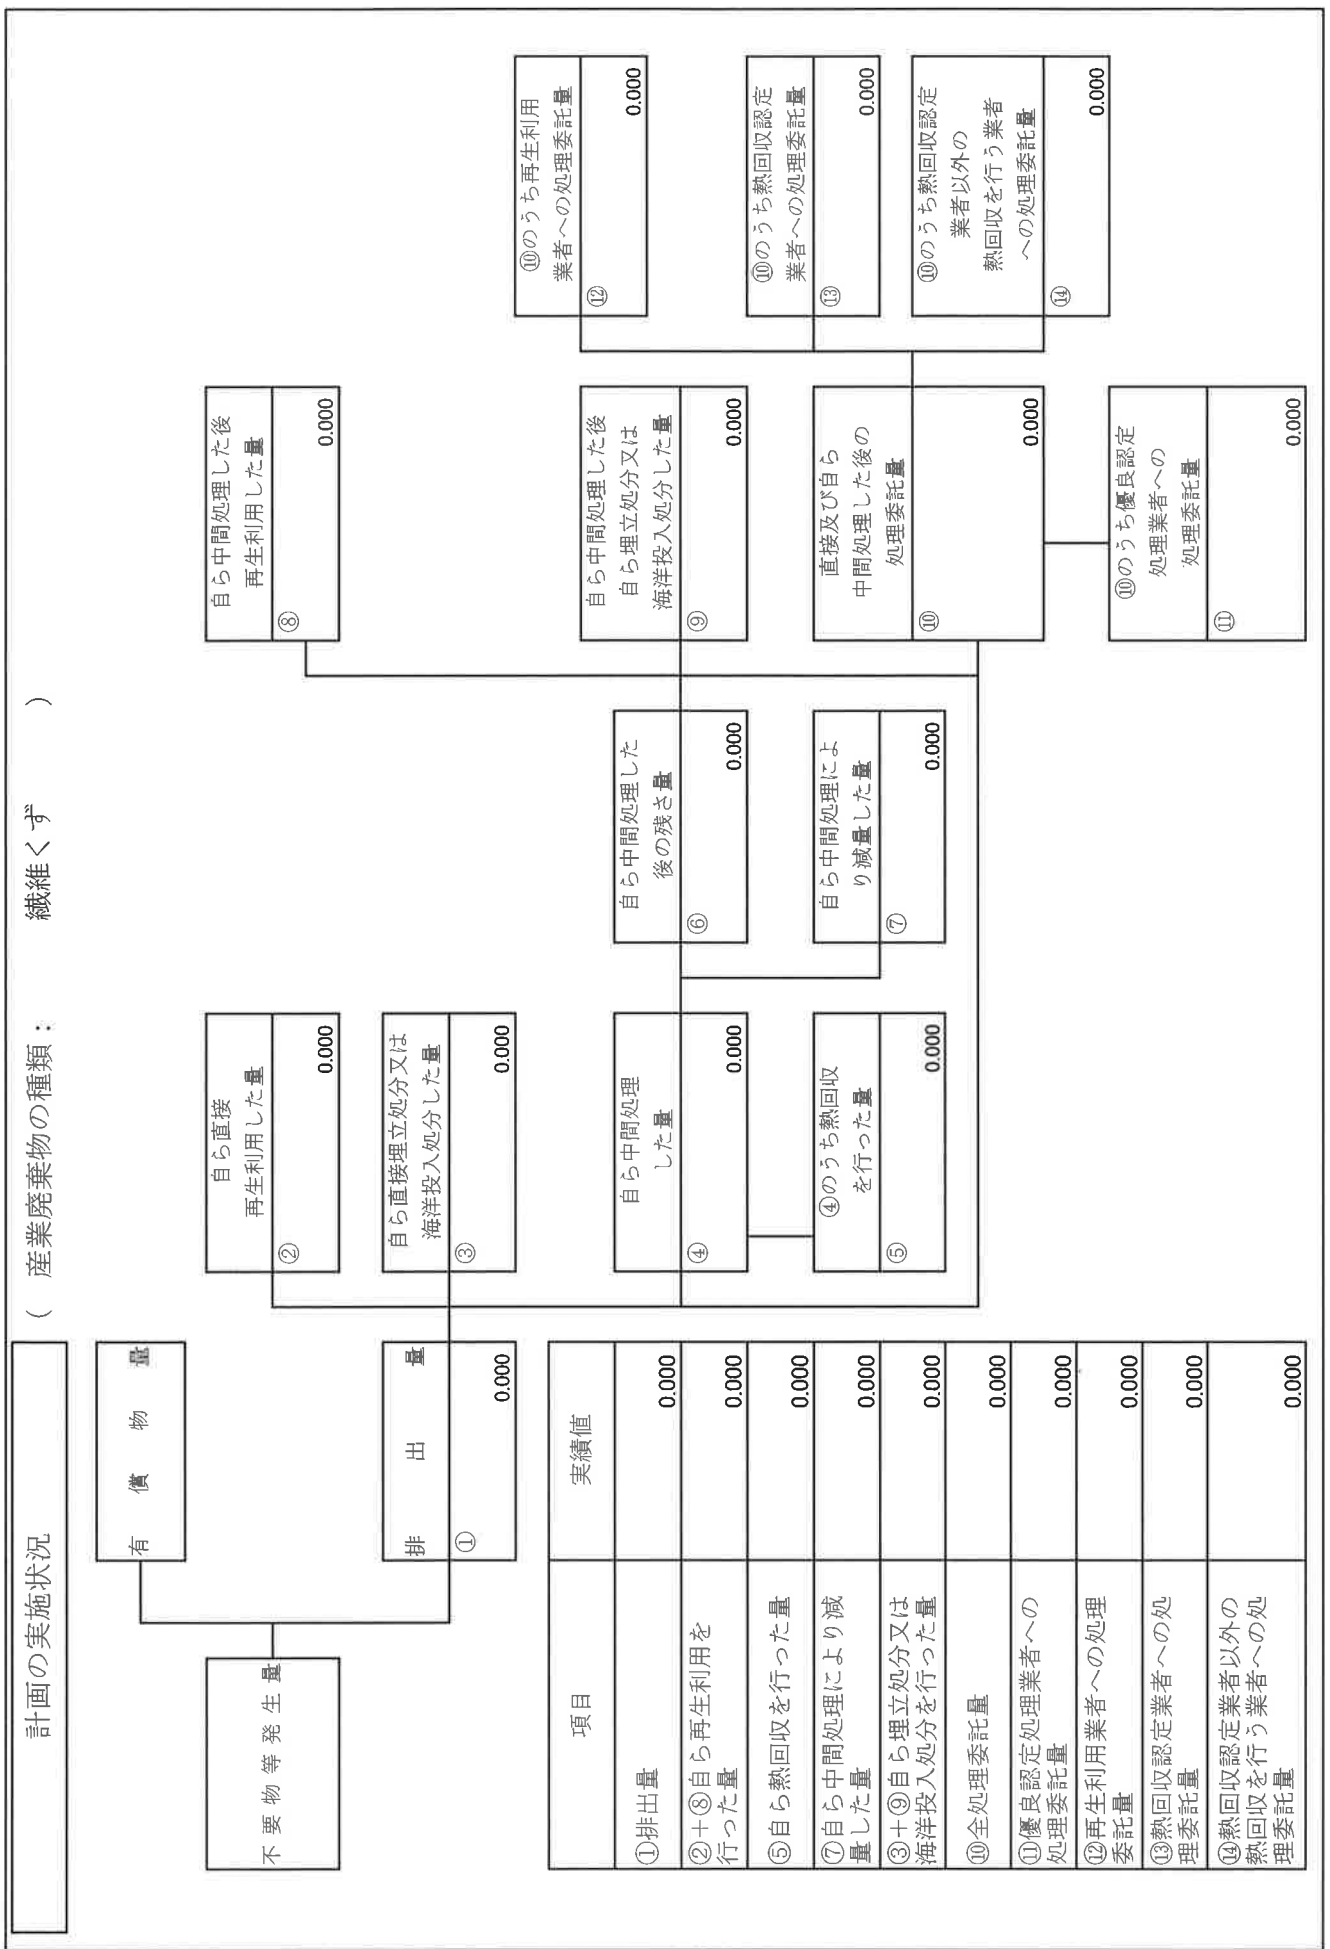 計画の実施状況
（ 産業廃棄物の種類： 繊維くず ）
不要物等発生量
有償物量
排出量
① 0.000
自ら直接
再生利用した量
② 0.000
自ら直接埋立処分又は
海洋投入処分した量
③ 0.000
自ら中間処理
した量
④ 0.000
④のうち熱回収
を行った量
⑤ 0.000
自ら中間処理した
後の残さ量
⑥ 0.000
自ら中間処理によ
り減量した量
⑦ 0.000
自ら中間処理した後
再生利用した量
⑧ 0.000
自ら中間処理した後
自ら埋立処分又は
海洋投入処分した量
⑨ 0.000
直接及び自ら
中間処理した後の
処理委託量
⑩ 0.000
⑩のうち優良認定
処理業者への
処理委託量
⑪ 0.000
⑩のうち再生利用
業者への処理委託量
⑫ 0.000
⑩のうち熱回収認定
業者への処理委託量
⑬ 0.000
⑩のうち熱回収認定
業者以外の
熱回収を行う業者
への処理委託量
⑭ 0.000
項目 実績値
①排出量 0.000
②＋⑧自ら再生利用を
行った量 0.000
⑤自ら熱回収を行った量 0.000
⑦自ら中間処理により減
量した量 0.000
③＋⑨自ら埋立処分又は
海洋投入処分を行った量 0.000
⑩全処理委託量 0.000
⑪優良認定処理業者への
処理委託量 0.000
⑫再生利用業者への処理
委託量 0.000
⑬熱回収認定業者への処
理委託量 0.000
⑭熱回収認定業者以外の
熱回収を行う業者への処
理委託量 0.000